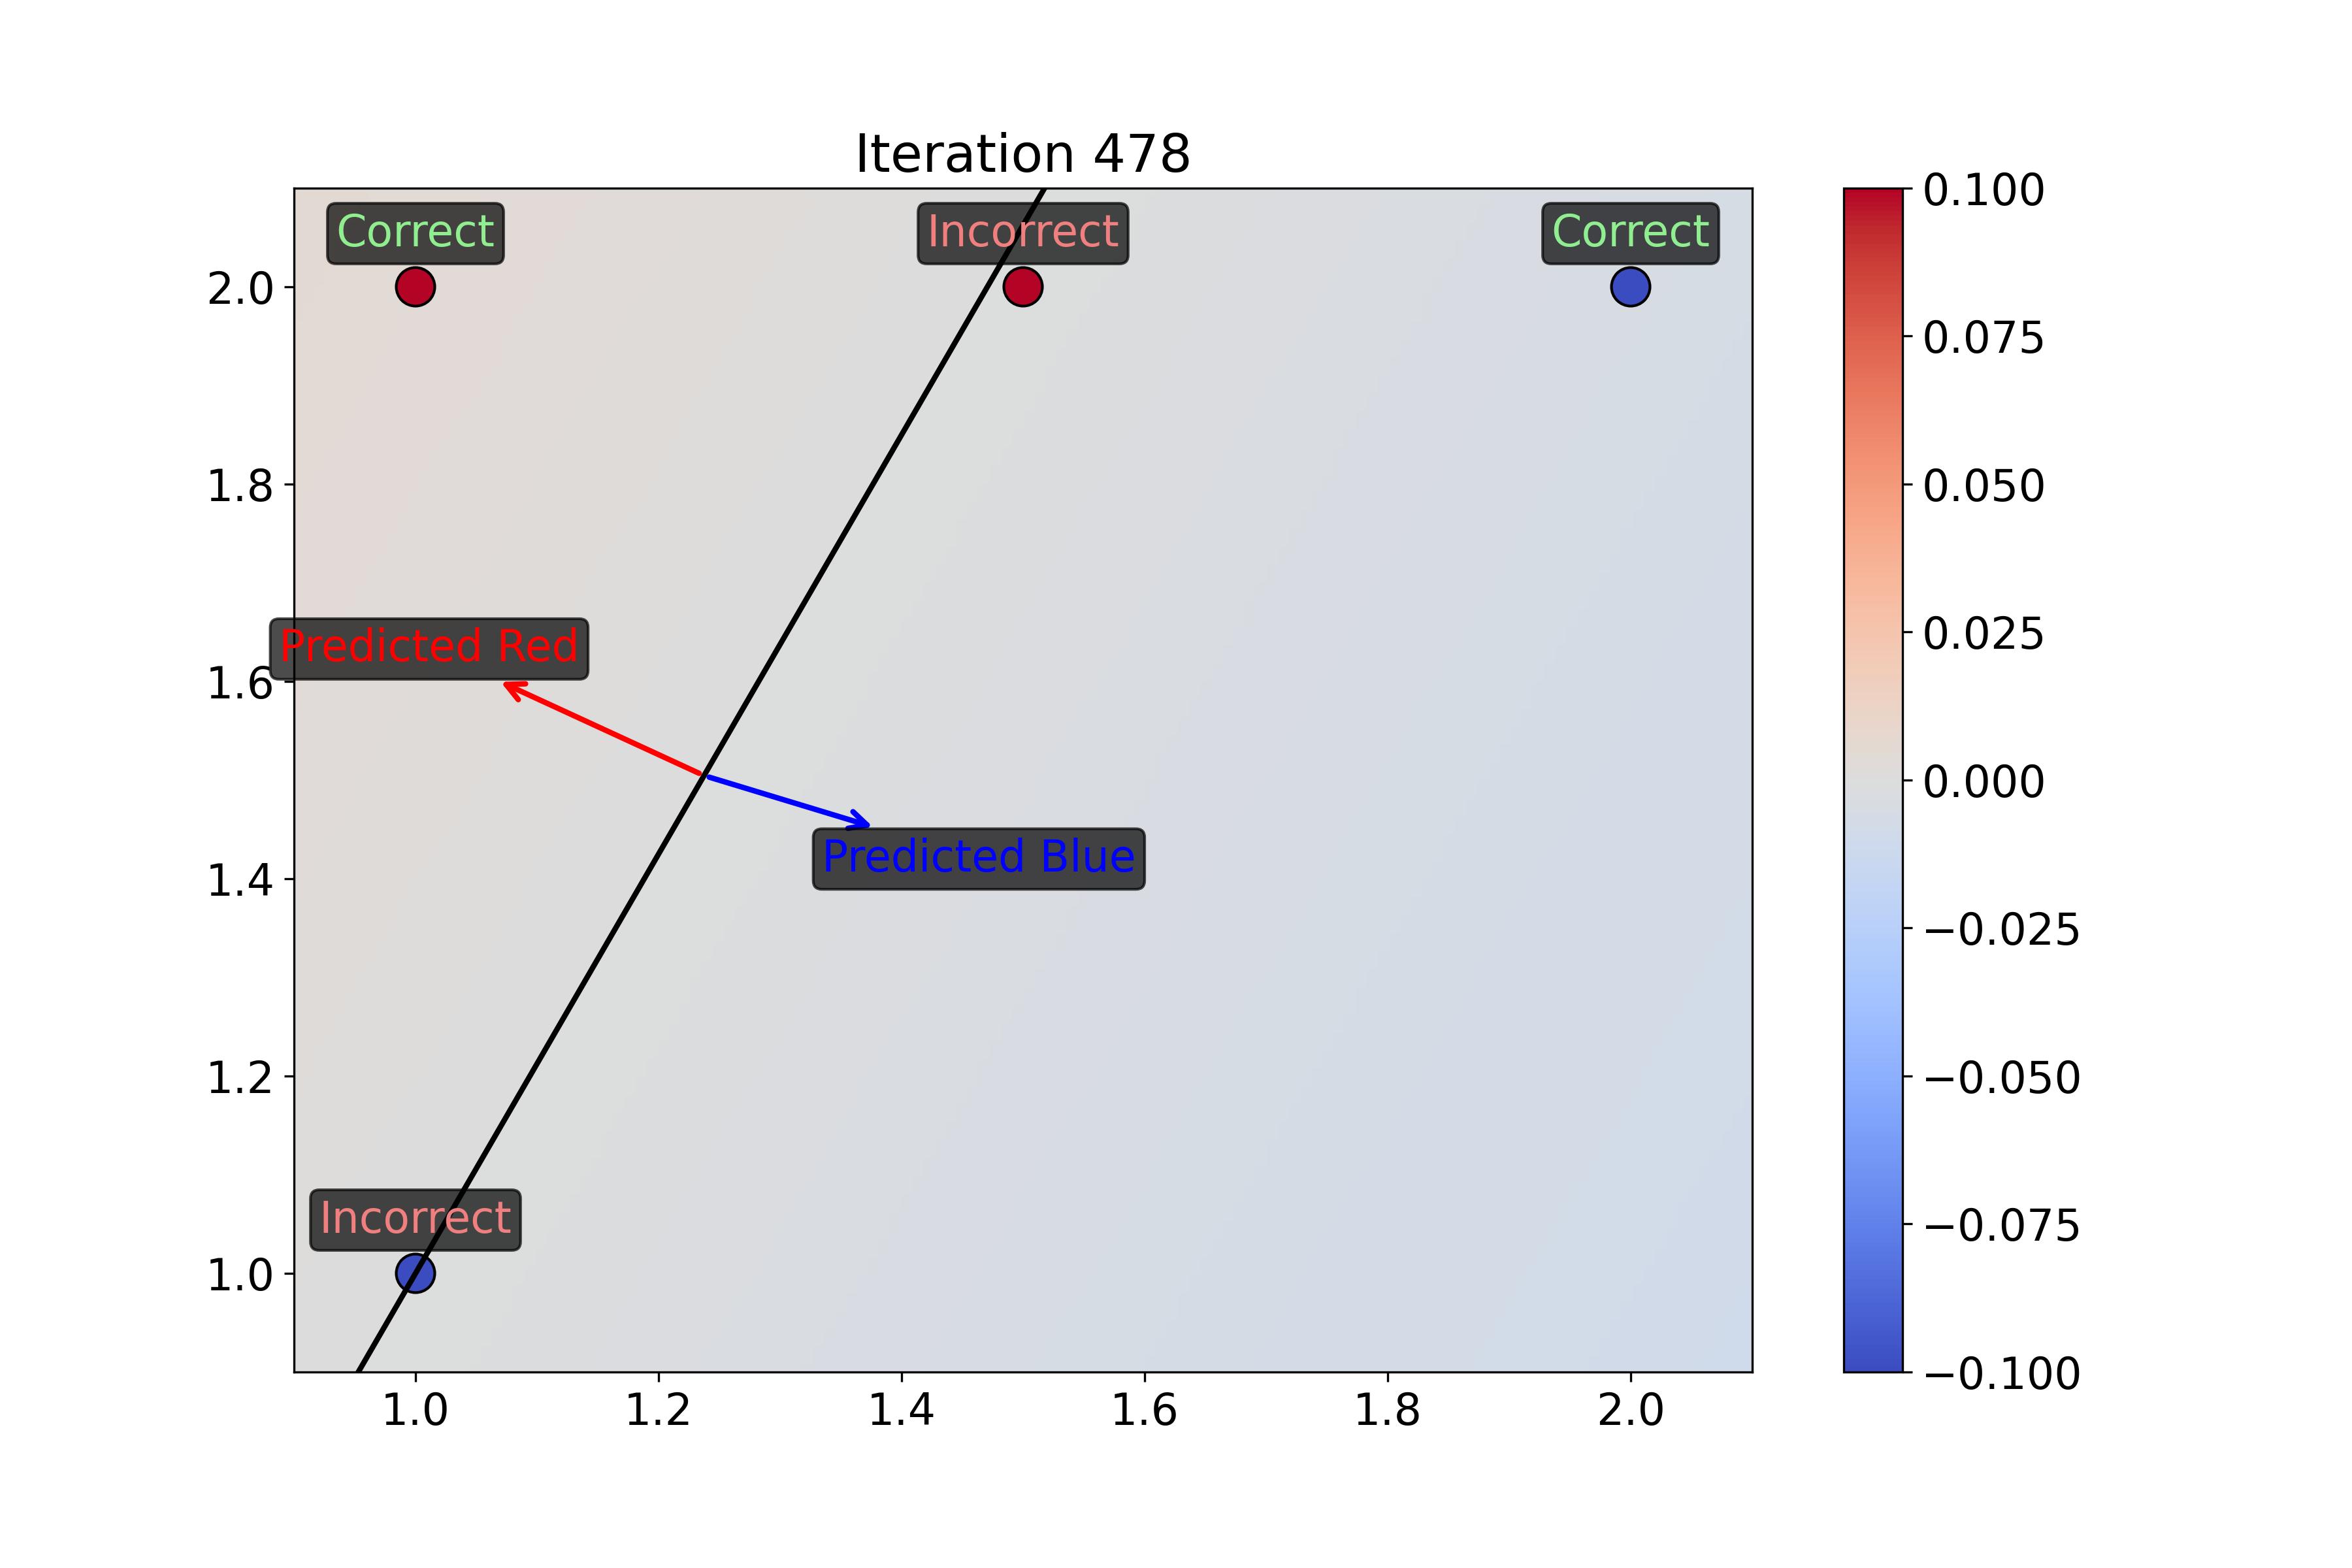 Iteration 478
Correct
Incorrect
Correct
Predicted Red
Predicted Blue
Incorrect
2.0
1.8
1.6
1.4
1.2
1.0
1.0 1.2 1.4 1.6 1.8 2.0
0.100
0.075
0.050
0.025
0.000
−0.025
−0.050
−0.075
−0.100